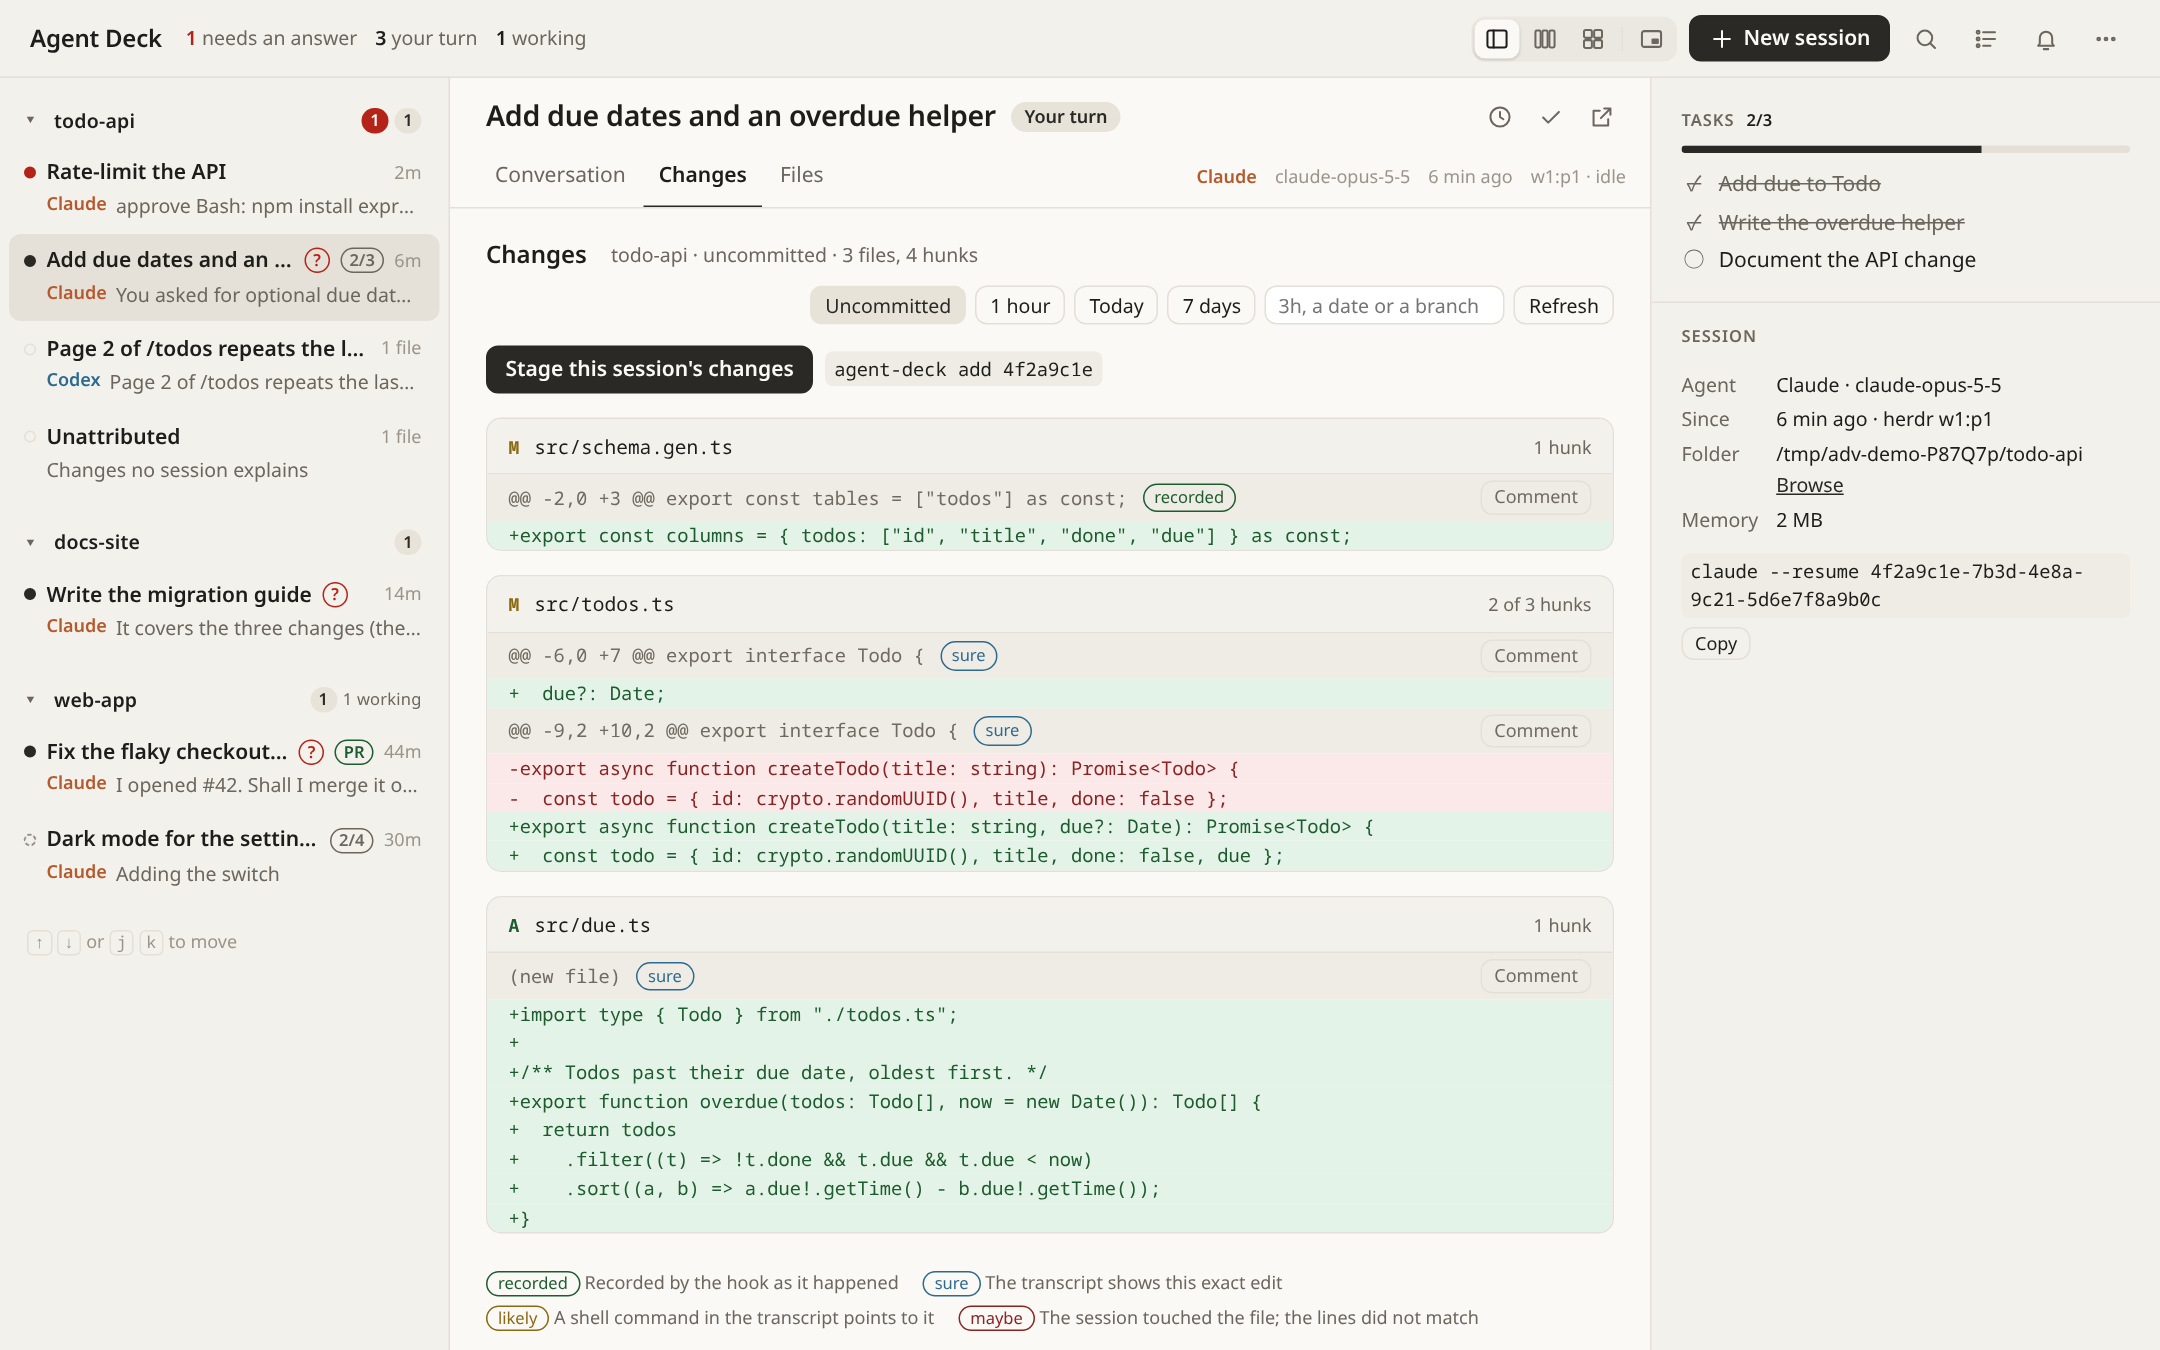 Agent Deck 1 needs an answer 3 your turn 1 working
New session
todo-api 1 1
Rate-limit the API 2m
Claude approve Bash: npm install expr...
Add due dates and an ... ? 2/3 6m
Claude You asked for optional due dat...
Page 2 of /todos repeats the l... 1 file
Codex Page 2 of /todos repeats the las...
Unattributed 1 file
Changes no session explains
docs-site 1
Write the migration guide ? 14m
Claude It covers the three changes (the...
web-app 1 1 working
Fix the flaky checkout... ? PR 44m
Claude I opened #42. Shall I merge it o...
Dark mode for the settin... 2/4 30m
Claude Adding the switch
↑ ↓ or j k to move
Add due dates and an overdue helper Your turn
Conversation Changes Files Claude claude-opus-5-5 6 min ago w1:p1 · idle
Changes todo-api · uncommitted · 3 files, 4 hunks
Uncommitted 1 hour Today 7 days 3h, a date or a branch Refresh
Stage this session's changes agent-deck add 4f2a9c1e
M src/schema.gen.ts 1 hunk
@@ -2,0 +3 @@ export const tables = ["todos"] as const; recorded Comment
+export const columns = { todos: ["id", "title", "done", "due"] } as const;
M src/todos.ts 2 of 3 hunks
@@ -6,0 +7 @@ export interface Todo { sure Comment
+  due?: Date;
@@ -9,2 +10,2 @@ export interface Todo { sure Comment
-export async function createTodo(title: string): Promise<Todo> {
-  const todo = { id: crypto.randomUUID(), title, done: false };
+export async function createTodo(title: string, due?: Date): Promise<Todo> {
+  const todo = { id: crypto.randomUUID(), title, done: false, due };
A src/due.ts 1 hunk
(new file) sure Comment
+import type { Todo } from "./todos.ts";
+
+/** Todos past their due date, oldest first. */
+export function overdue(todos: Todo[], now = new Date()): Todo[] {
+  return todos
+    .filter((t) => !t.done && t.due && t.due < now)
+    .sort((a, b) => a.due!.getTime() - b.due!.getTime());
+}
recorded Recorded by the hook as it happened sure The transcript shows this exact edit
likely A shell command in the transcript points to it maybe The session touched the file; the lines did not match
TASKS 2/3
Add due to Todo
Write the overdue helper
Document the API change
SESSION
Agent Claude · claude-opus-5-5
Since 6 min ago · herdr w1:p1
Folder /tmp/adv-demo-P87Q7p/todo-api
Browse
Memory 2 MB
claude --resume 4f2a9c1e-7b3d-4e8a-
9c21-5d6e7f8a9b0c
Copy